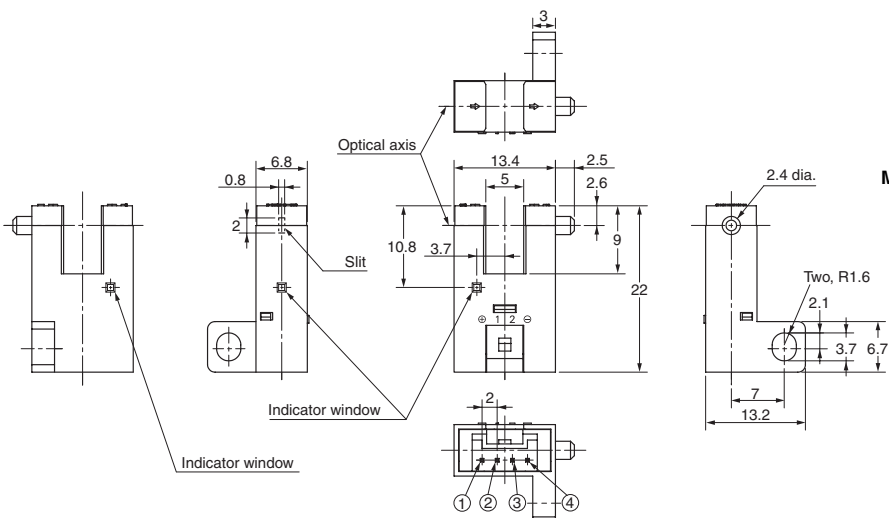 3
Optical axis
6.8
0.8
2
Slit
13.4
2.5
5
2.6
10.8
3.7
9
22
2.4 dia.
M
Two, R1.6
2.1
3.7
6.7
7
13.2
⊕ 1 2 ⊖
Indicator window
Indicator window
2
① ② ③ ④